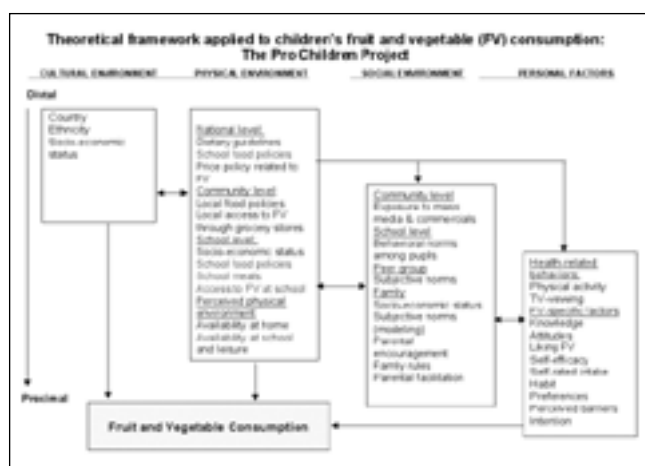 Theoretical framework applied to children's fruit and vegetable (FV) consumption:
The Pro Children Project
CULTURAL ENVIRONMENT
PHYSICAL ENVIRONMENT
SOCIAL ENVIRONMENT
PERSONAL FACTORS
Distal
Country
Ethnicity
Socio-economic
status
National level:
Dietary guidelines
School food policies
Price policy related to
FV
Community level
Local food policies
Local access to FV
through grocery stores
School level:
Socio-economic status
School food policies
School meals
Access to FV at school
Perceived physical
environment
Availability at home
Availability at school
and leisure
Community level
Exposure to mass
media & commercials
School level
Behavioral norms
among pupils
Peer group
Subjective norms
Family
Socio-economic status
Subjective norms
(modeling)
Parental
encouragement
Family rules
Parental facilitation
Health-related
behaviors:
Physical activity
TV-viewing
FV-specific factors
Knowledge
Attitudes
Liking FV
Self-efficacy
Self-rated intake
Habit
Preferences
Perceived barriers
Intention
Proximal
Fruit and Vegetable Consumption